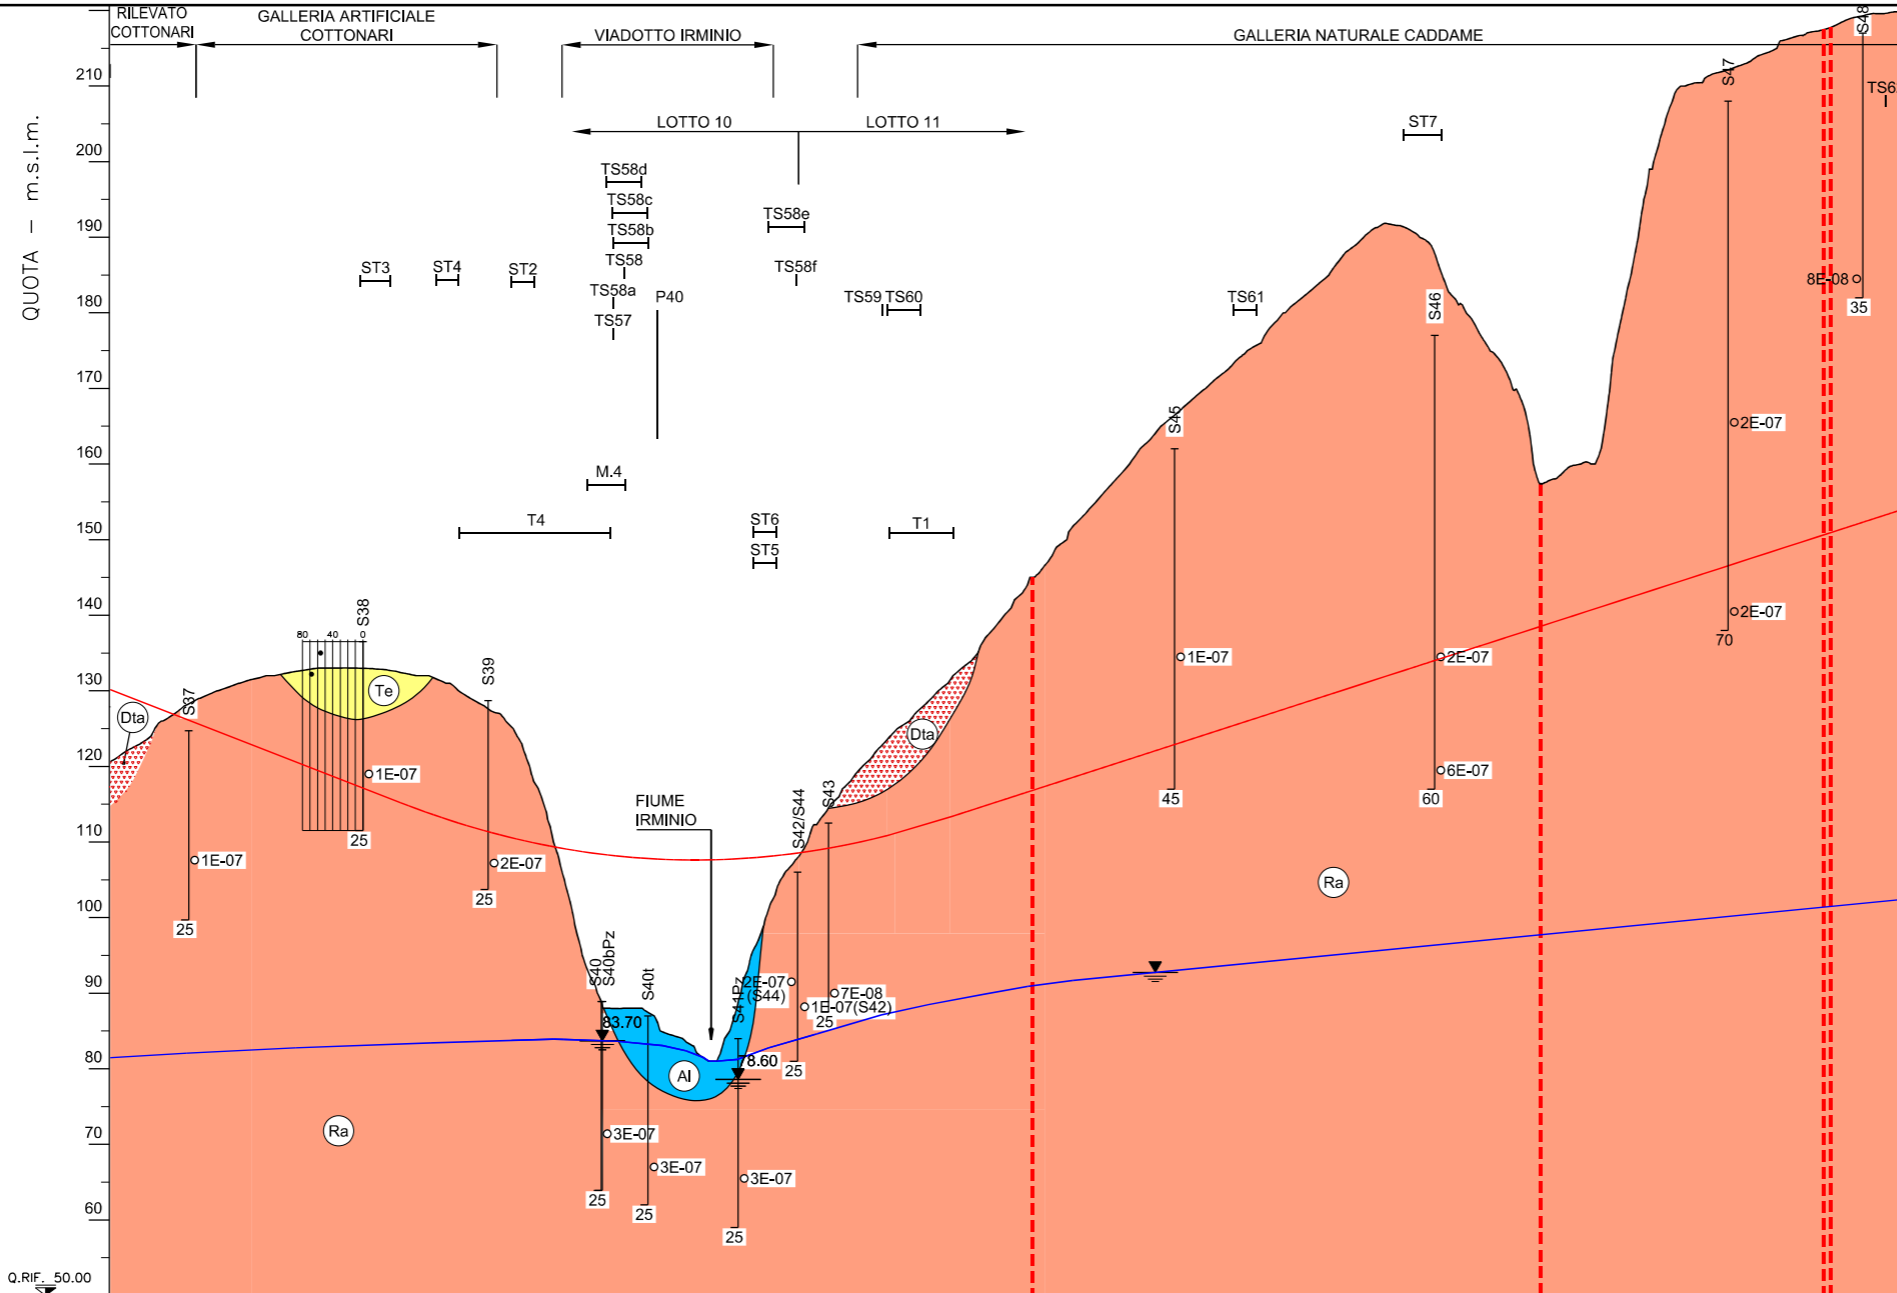 RILEVATO
COTTONARI
GALLERIA ARTIFICIALE
COTTONARI
VIADOTTO IRMINIO
GALLERIA NATURALE CADDAME
LOTTO 10
LOTTO 11
QUOTA - m.s.l.m.
210
200
190
180
170
160
150
140
130
120
110
100
90
80
70
60
Q.RIF. 50.00
S48
TS6
S47
ST7
TS58d
TS58c
TS58b
TS58
TS58a
TS57
P40
TS58e
TS58f
ST3
ST4
ST2
TS59
TS60
TS61
S46
8E-08
35
M.4
T4
ST6
ST5
T1
S45
2E-07
2E-07
70
1E-07
45
2E-07
6E-07
60
80
40
0
S38
Te
1E-07
25
S37
Dta
1E-07
25
S39
2E-07
25
FIUME
IRMINIO
S42/S44
S43
Dta
Ra
S40
S40bPz
S40t
S41Pz
83.70
78.60
2E-07
(S44)
7E-08
1E-07(S42)
25
25
Al
Ra
3E-07
3E-07
3E-07
25
25
25